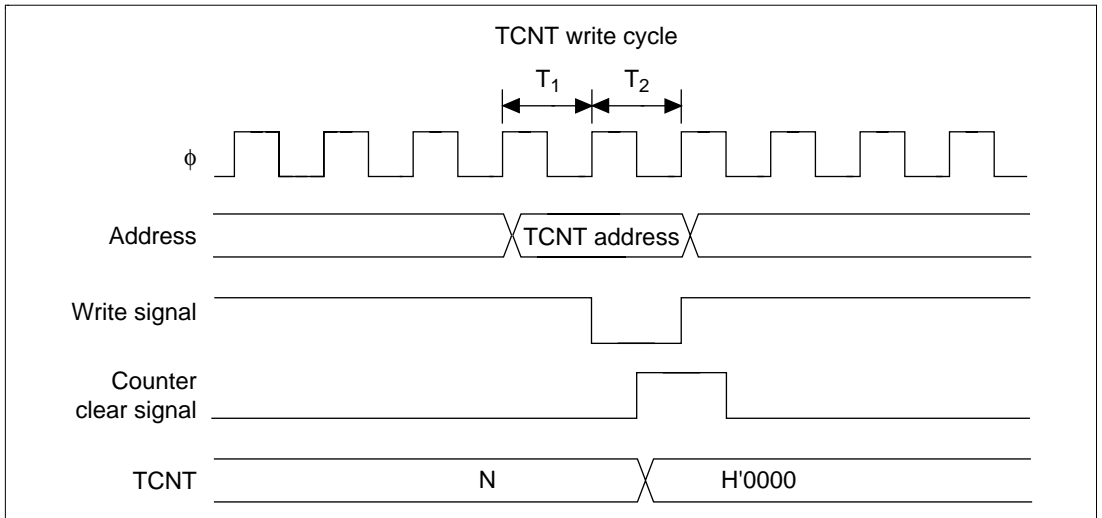 TCNT write cycle
T1 T2
ϕ
Address
TCNT address
Write signal
Counter
clear signal
TCNT
N
H'0000